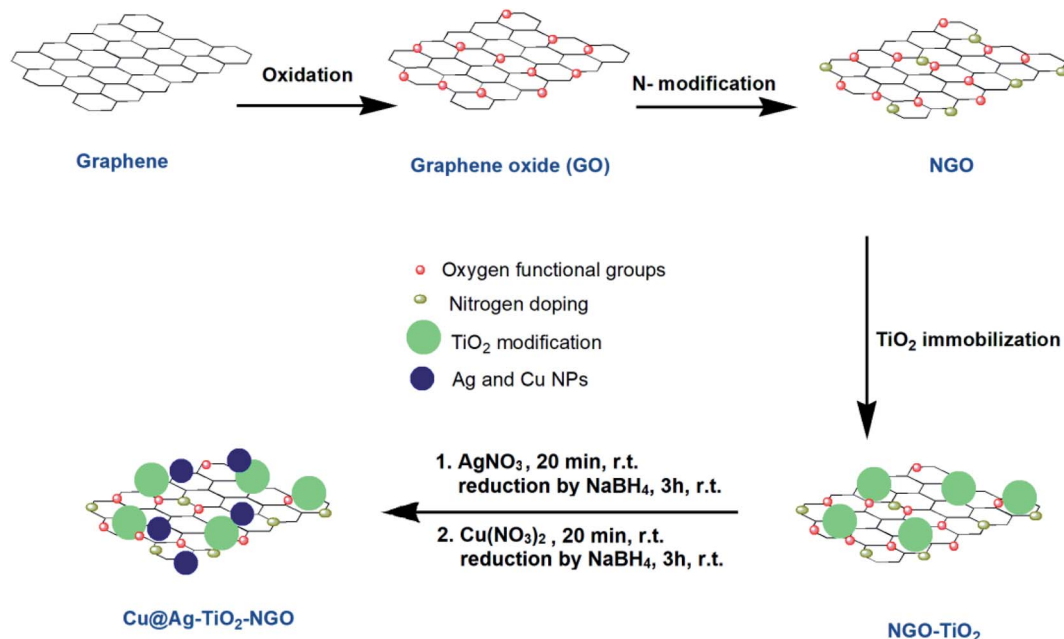 Oxidation
N- modification
Graphene
Graphene oxide (GO)
NGO
Oxygen functional groups
Nitrogen doping
TiO₂ modification
Ag and Cu NPs
TiO₂ immobilization
1. AgNO₃ , 20 min, r.t.
reduction by NaBH₄, 3h, r.t.
2. Cu(NO₃)₂ , 20 min, r.t.
reduction by NaBH₄, 3h, r.t.
Cu@Ag-TiO₂-NGO
NGO-TiO₂